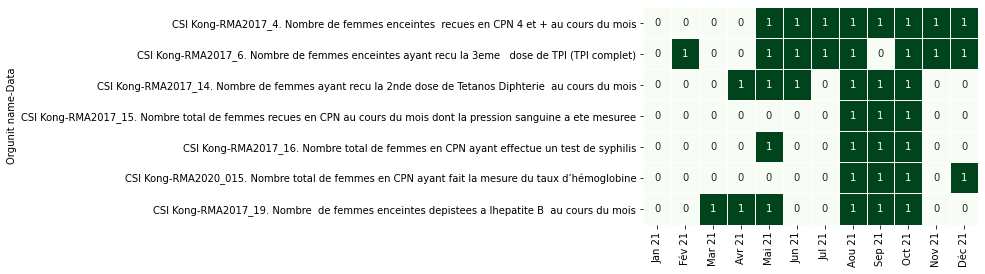 Orgunit name-Data
CSI Kong-RMA2017_4. Nombre de femmes enceintes  recues en CPN 4 et + au cours du mois 0 0 0 0 1 1 1 1 1 1 1 1
CSI Kong-RMA2017_6. Nombre de femmes enceintes ayant recu la 3eme   dose de TPI (TPI complet) 0 1 0 0 1 1 1 1 0 1 1 1
CSI Kong-RMA2017_14. Nombre de femmes ayant recu la 2nde dose de Tetanos Diphterie  au cours du mois 0 0 0 1 1 1 0 1 1 1 0 0
CSI Kong-RMA2017_15. Nombre total de femmes recues en CPN au cours du mois dont la pression sanguine a ete mesuree 0 0 0 0 0 0 0 1 1 1 0 0
CSI Kong-RMA2017_16. Nombre total de femmes en CPN ayant effectue un test de syphilis 0 0 0 0 1 0 0 1 1 1 0 0
CSI Kong-RMA2020_015. Nombre total de femmes en CPN ayant fait la mesure du taux d’hémoglobine 0 0 0 0 0 0 0 1 1 1 0 1
CSI Kong-RMA2017_19. Nombre  de femmes enceintes depistees a lhepatite B  au cours du mois 0 0 1 1 1 0 0 1 1 1 0 0
Jan 21 Fév 21 Mar 21 Avr 21 Mai 21 Jun 21 Jul 21 Aou 21 Sep 21 Oct 21 Nov 21 Déc 21